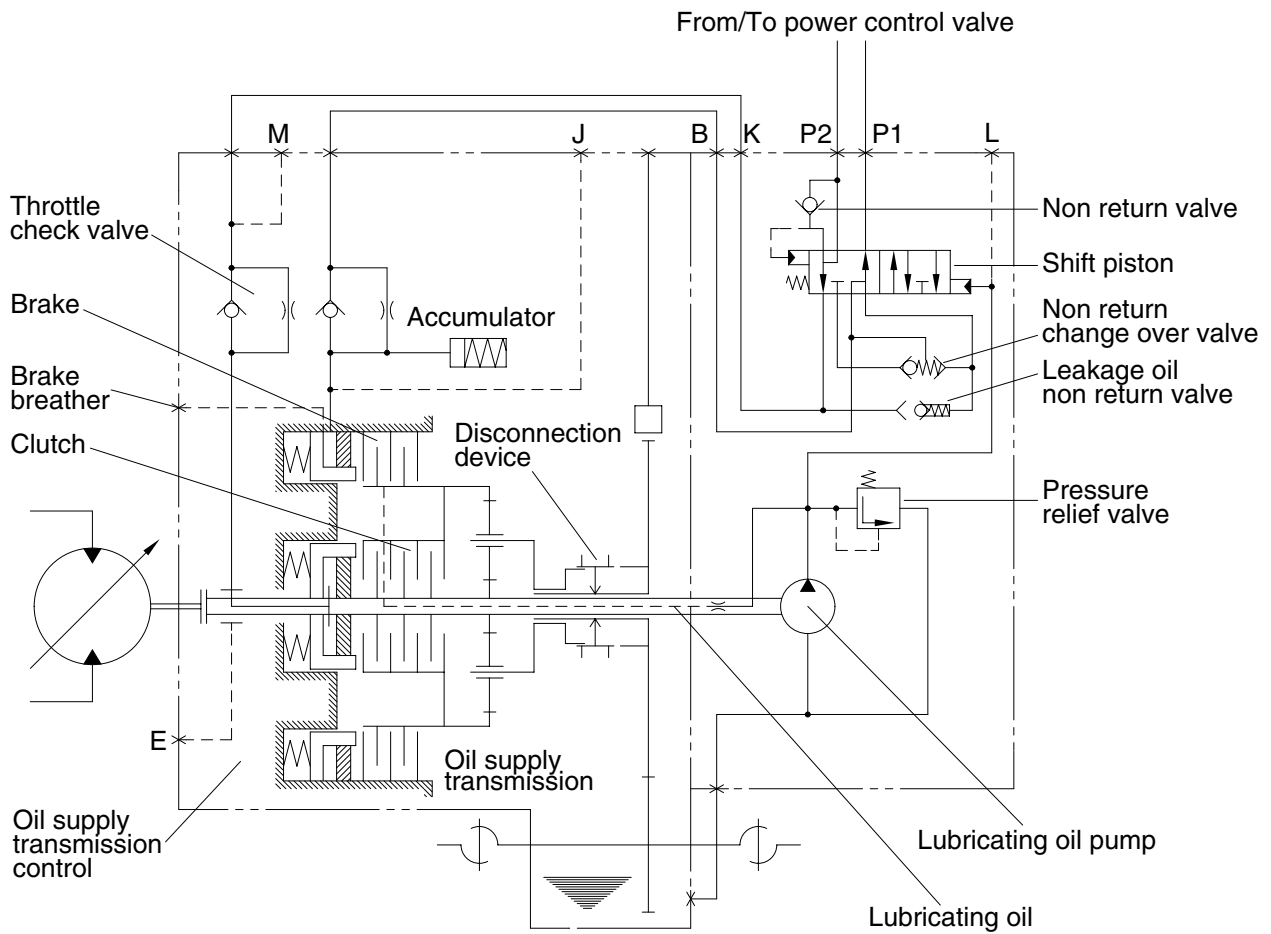 From/To power control valve
M
J
B
K
P2
P1
L
Throttle
check valve
Non return valve
Shift piston
Brake
Accumulator
Non return
change over valve
Brake
breather
Leakage oil
non return valve
Clutch
Disconnection
device
Pressure
relief valve
E
Oil supply
transmission
Oil supply
transmission
control
Lubricating oil pump
Lubricating oil